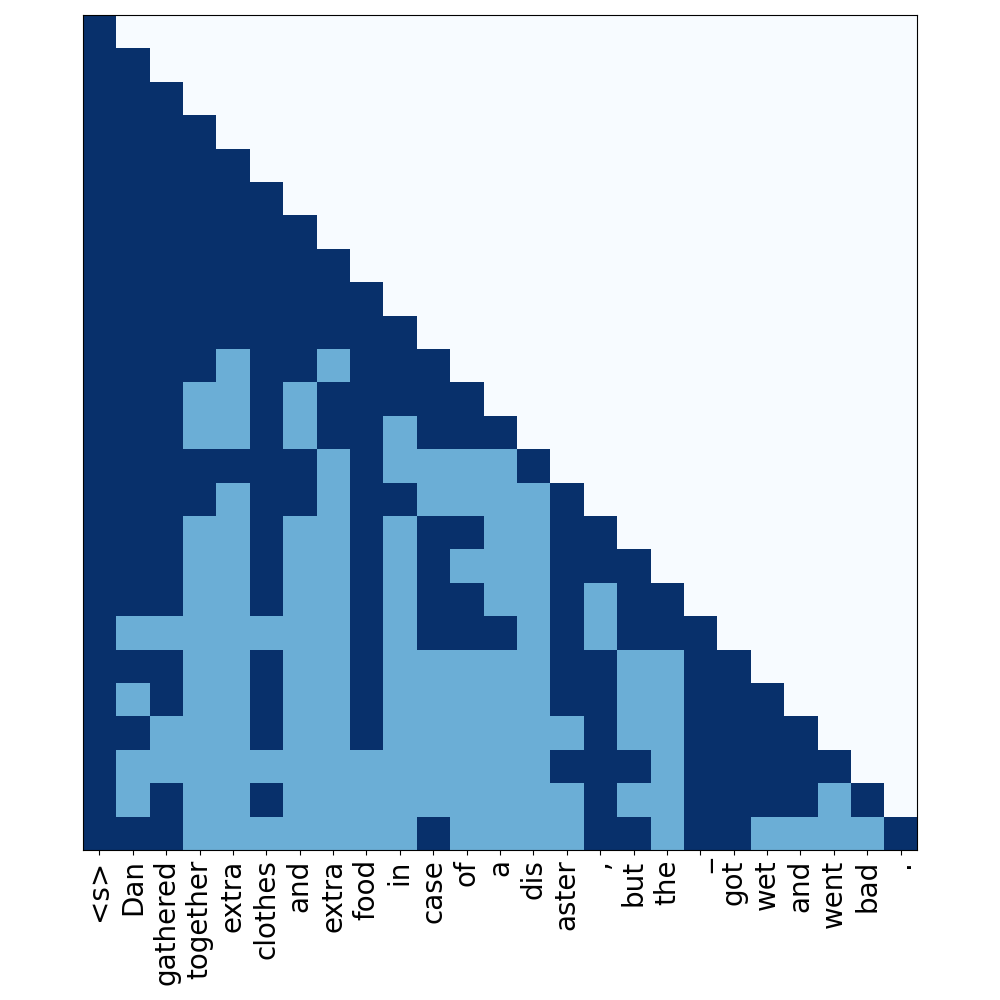 <s>
Dan
gathered
together
extra
clothes
and
extra
food
in
case
of
a
dis
aster
,
but
the
_
got
wet
and
went
bad
.